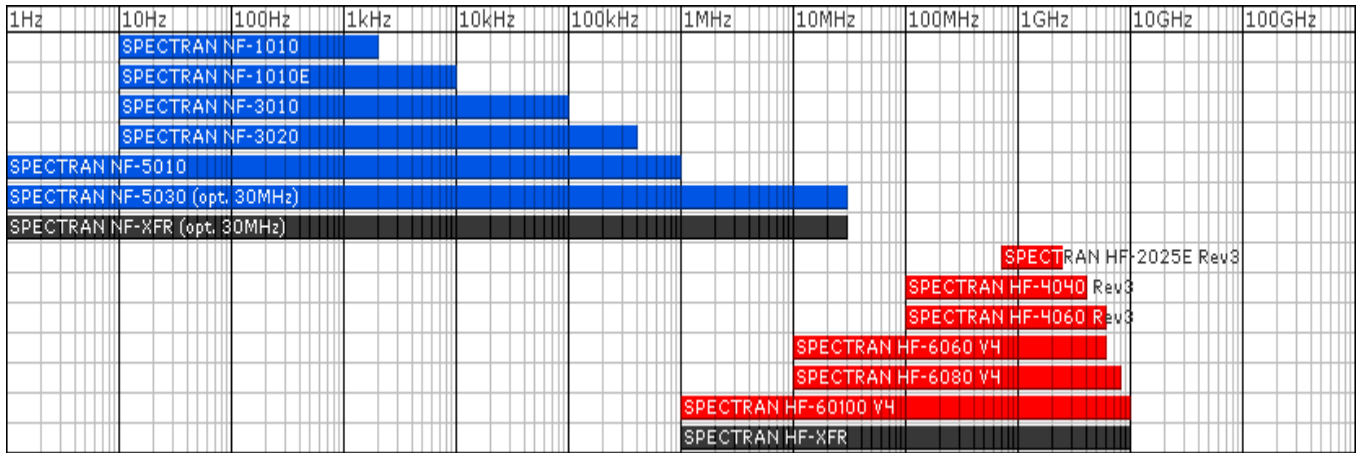 1Hz 10Hz 100Hz 1kHz 10kHz 100kHz 1MHz 10MHz 100MHz 1GHz 10GHz 100GHz
SPECTRAN NF-1010
SPECTRAN NF-1010E
SPECTRAN NF-3010
SPECTRAN NF-3020
SPECTRAN NF-5010
SPECTRAN NF-5030 (opt. 30MHz)
SPECTRAN NF-XFR (opt. 30MHz)
SPECTRAN HF-2025E Rev3
SPECTRAN HF-4040 Rev3
SPECTRAN HF-4060 Rev3
SPECTRAN HF-6060 V4
SPECTRAN HF-6080 V4
SPECTRAN HF-60100 V4
SPECTRAN HF-XFR